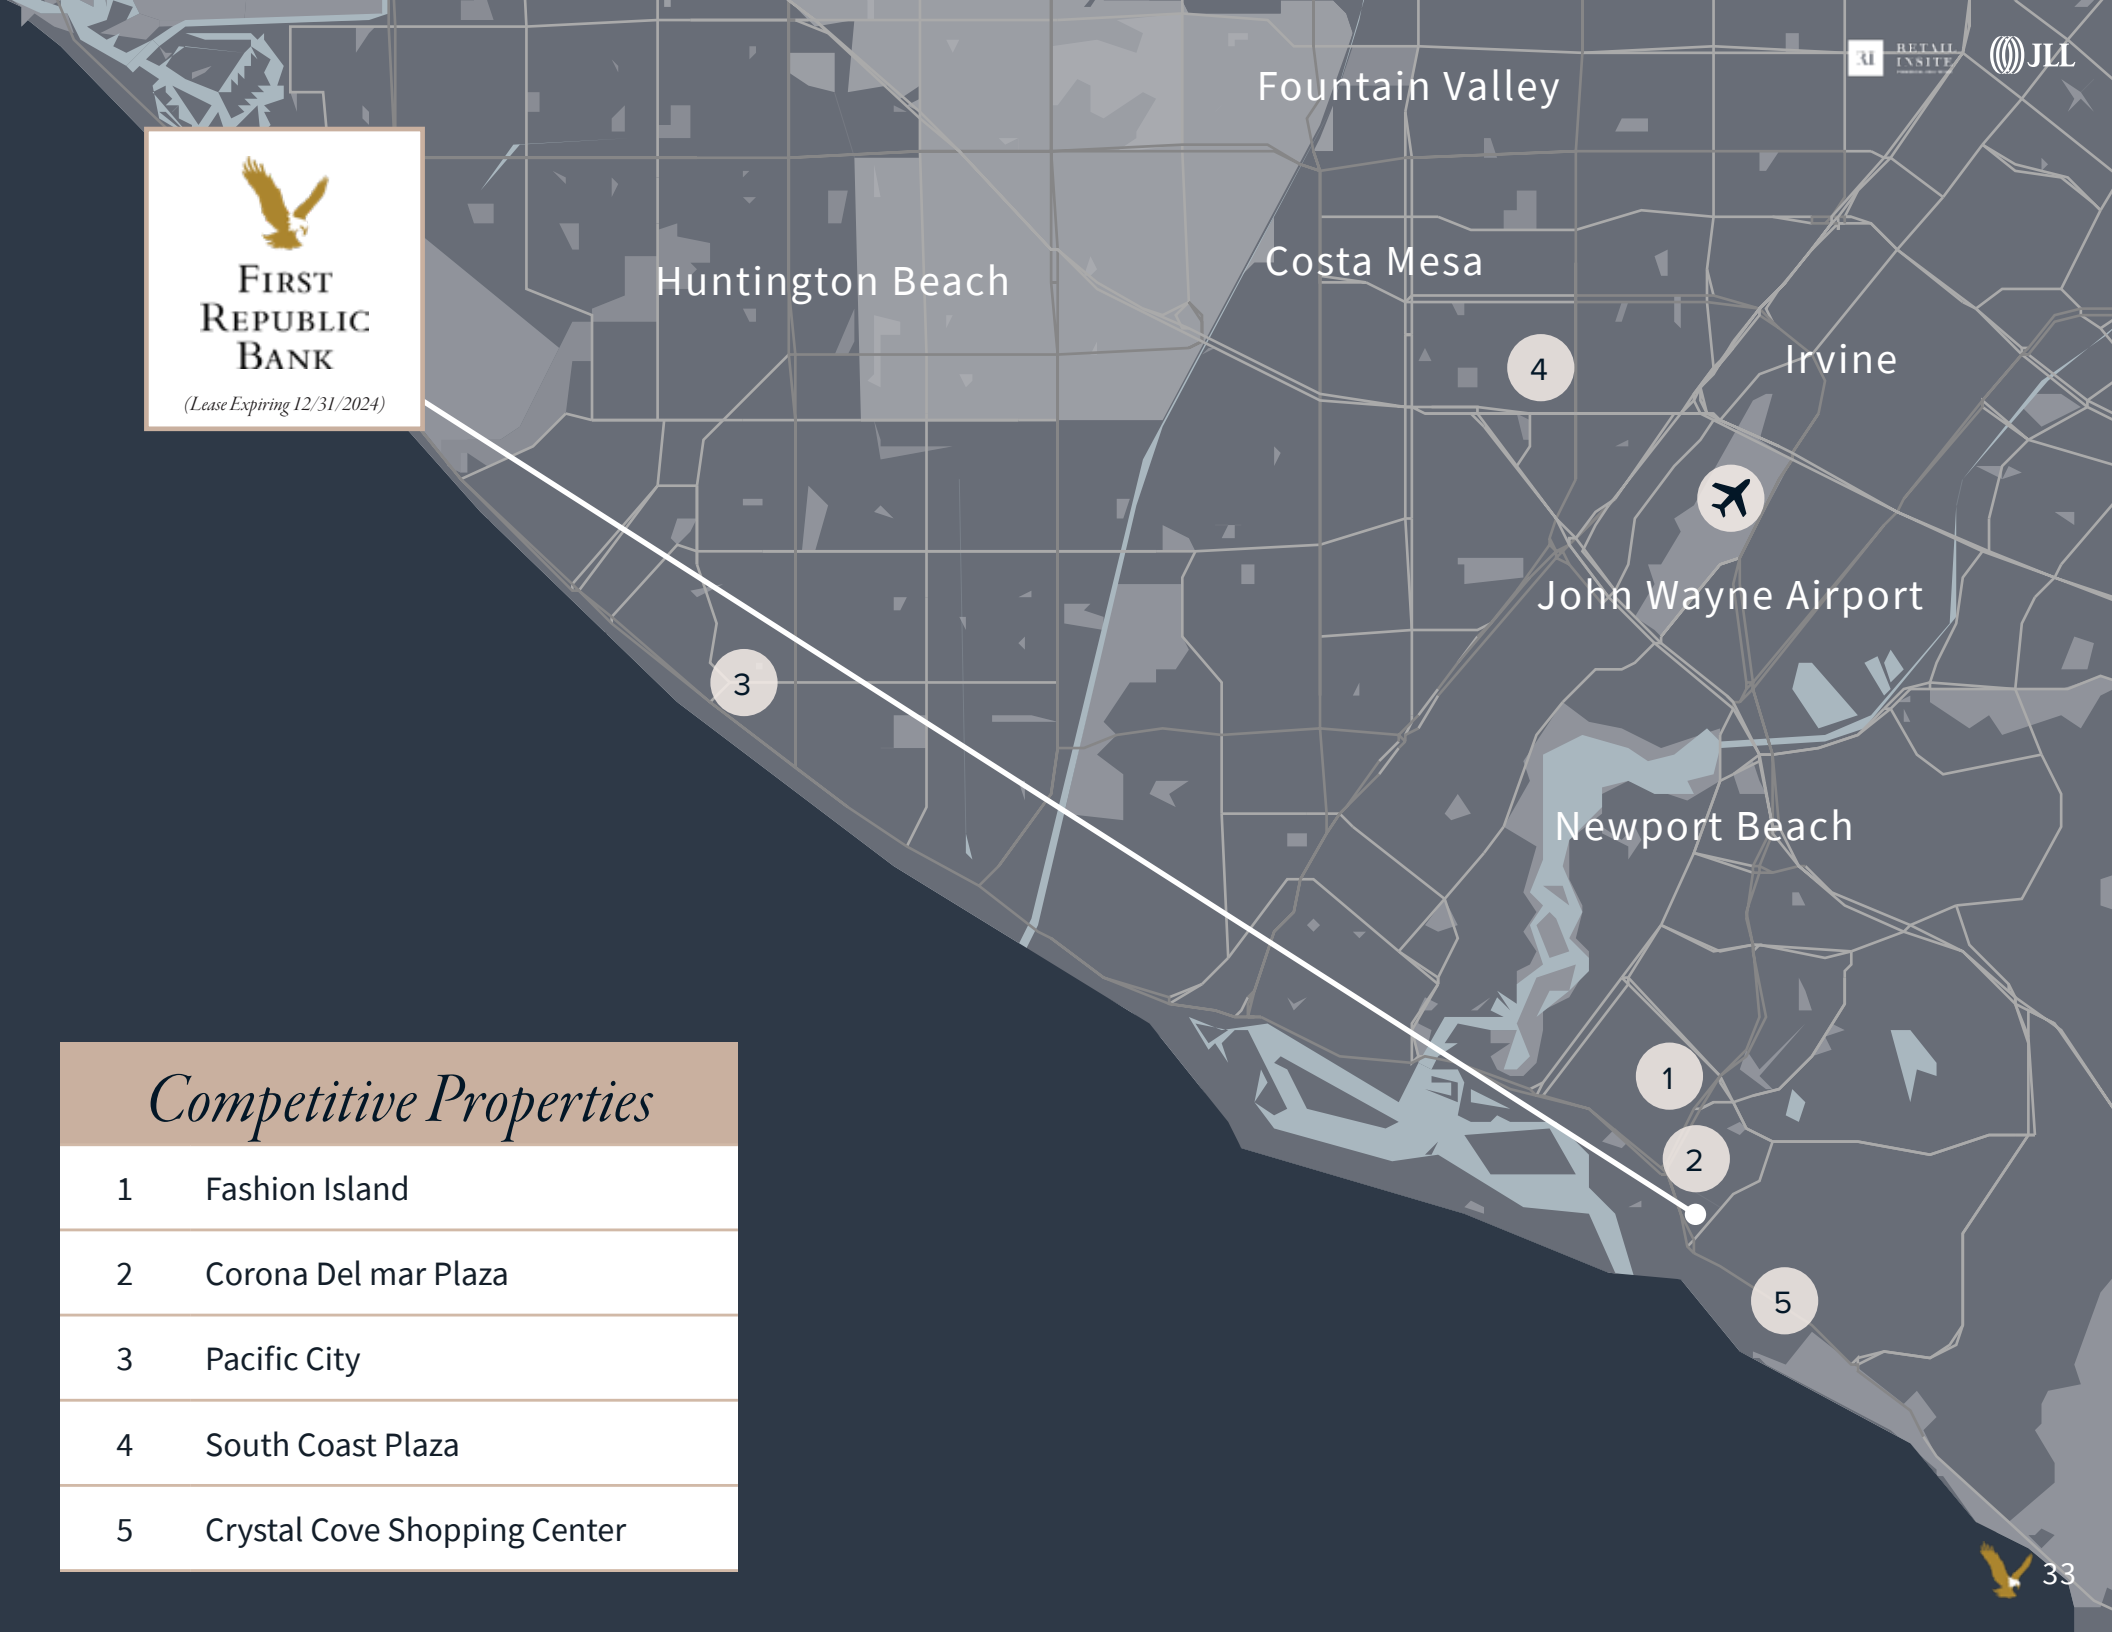 Fountain Valley
RETAIL
INSITE
JLL
FIRST
REPUBLIC
BANK
(Lease Expiring 12/31/2024)
Huntington Beach
Costa Mesa
Irvine
4
John Wayne Airport
3
Newport Beach
1
2
5
Competitive Properties
1 Fashion Island
2 Corona Del mar Plaza
3 Pacific City
4 South Coast Plaza
5 Crystal Cove Shopping Center
33